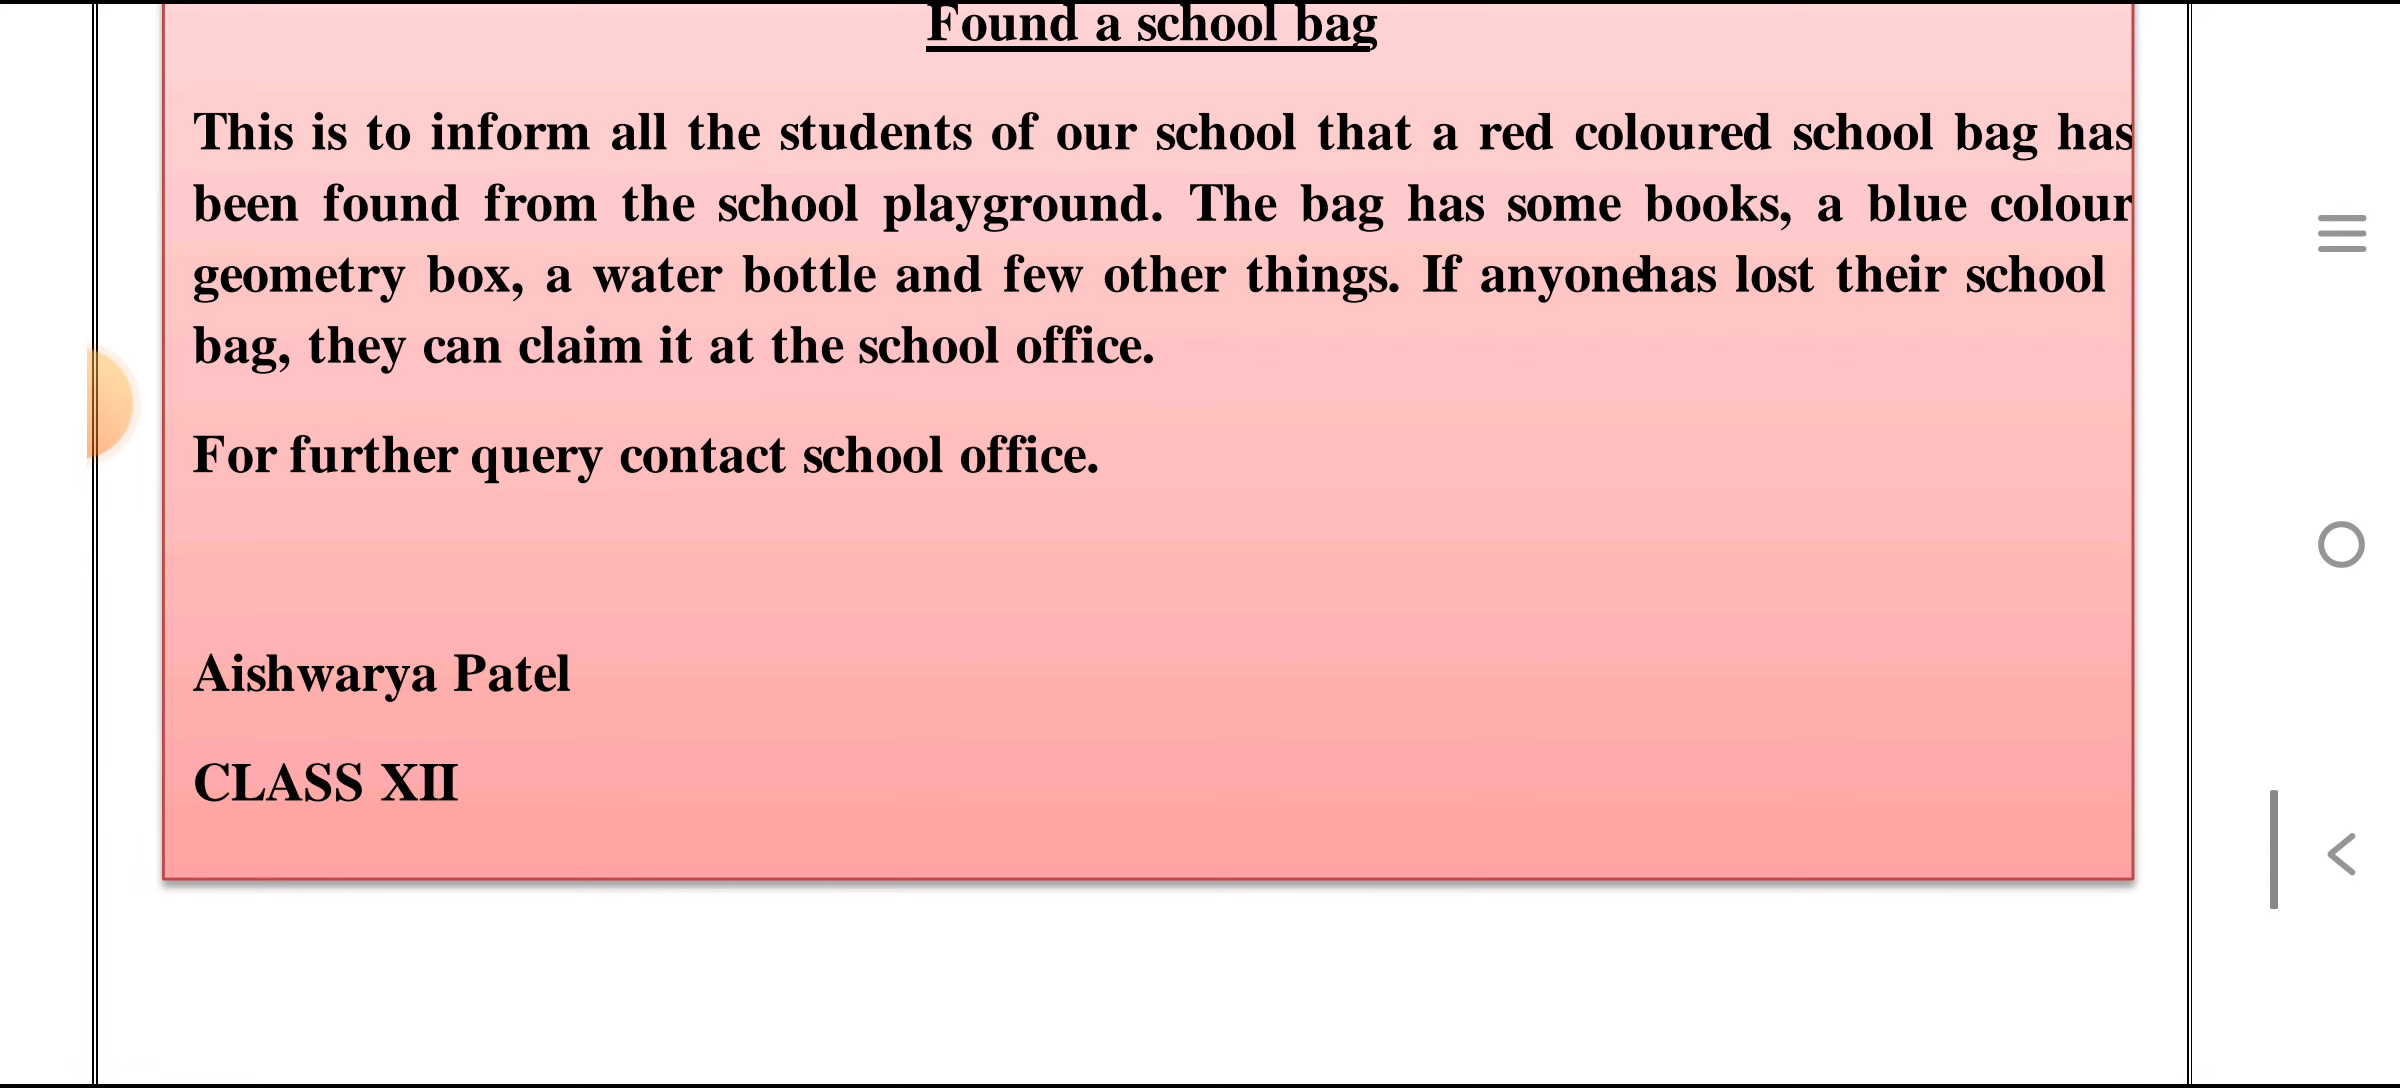 Found a school bag
This is to inform all the students of our school that a red coloured school bag has
been found from the school playground. The bag has some books, a blue colour
geometry box, a water bottle and few other things. If anyonehas lost their school
bag, they can claim it at the school office.
For further query contact school office.
Aishwarya Patel
CLASS XII